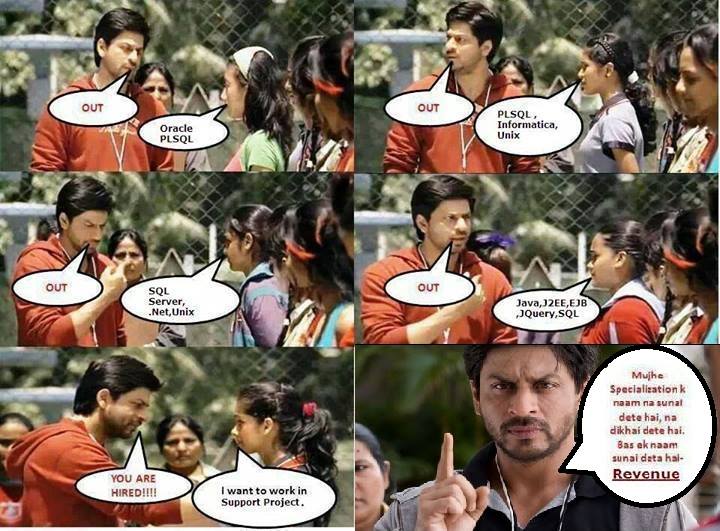 OUT
Oracle
PLSQL
OUT
PLSQL ,
Informatica,
Unix
OUT
SQL
Server,
.Net,Unix
OUT
Java,J2EE,EJB
,JQuery,SQL
YOU ARE
HIRED!!!!
i want to work in
Support Project.
Mujhe
Specialisation k
naam na sunai
dete hai, na
dikhai dete hai.
Bas ek naam
sunai deta hai-
Revenue